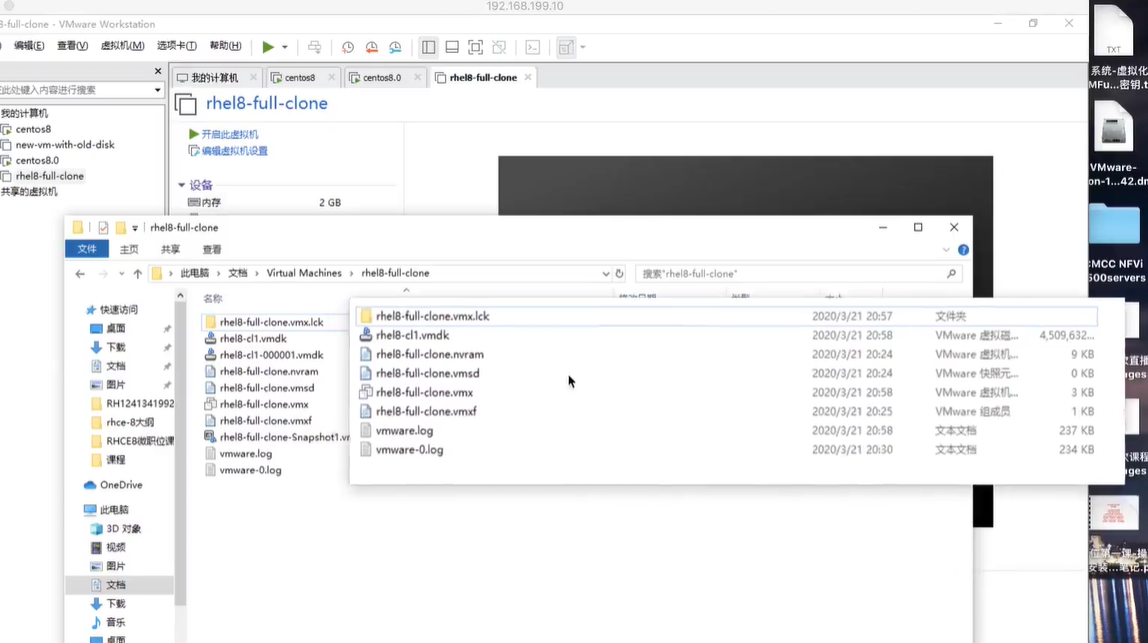 192.168.199.10
8-full-clone - VMware Workstation
编辑(E) 查看(V) 虚拟机(M) 选项卡(T) 帮助(H)
我的计算机 centos8 centos8.0 rhel8-full-clone
在此处键入内容进行搜索
我的计算机
centos8
new-vm-with-old-disk
centos8.0
rhel8-full-clone
共享的虚拟机
rhel8-full-clone
开启此虚拟机
编辑虚拟机设置
设备
内存 2 GB
rhel8-full-clone
文件 主页 共享 查看
此电脑 文档 Virtual Machines rhel8-full-clone
搜索"rhel8-full-clone"
快速访问
桌面
下载
文档
图片
RH1241341992
rhce-8大纲
RHCE8微职位课
课程
OneDrive
此电脑
3D 对象
视频
图片
文档
下载
音乐
桌面
名称
rhel8-full-clone.vmx.lck
rhel8-cl1.vmdk
rhel8-cl1-000001.vmdk
rhel8-full-clone.nvram
rhel8-full-clone.vmsd
rhel8-full-clone.vmx
rhel8-full-clone.vmxf
rhel8-full-clone-Snapshot1.vm
vmware.log
vmware-0.log
rhel8-full-clone.vmx.lck 2020/3/21 20:57 文件夹
rhel8-cl1.vmdk 2020/3/21 20:58 VMware 虚拟磁... 4,509,632...
rhel8-full-clone.nvram 2020/3/21 20:24 VMware 虚拟机... 9 KB
rhel8-full-clone.vmsd 2020/3/21 20:24 VMware 快照元... 0 KB
rhel8-full-clone.vmx 2020/3/21 20:58 VMware 虚拟机... 3 KB
rhel8-full-clone.vmxf 2020/3/21 20:25 VMware 组成员 1 KB
vmware.log 2020/3/21 20:58 文本文档 237 KB
vmware-0.log 2020/3/21 20:30 文本文档 234 KB
TXT
系统-虚拟化
MFu...密钥.t
VMware-
on-1...42.dm
CMCC NFVi
500servers
次直播
ages
次课程
ages
位第一课-操
安装...笔记.p